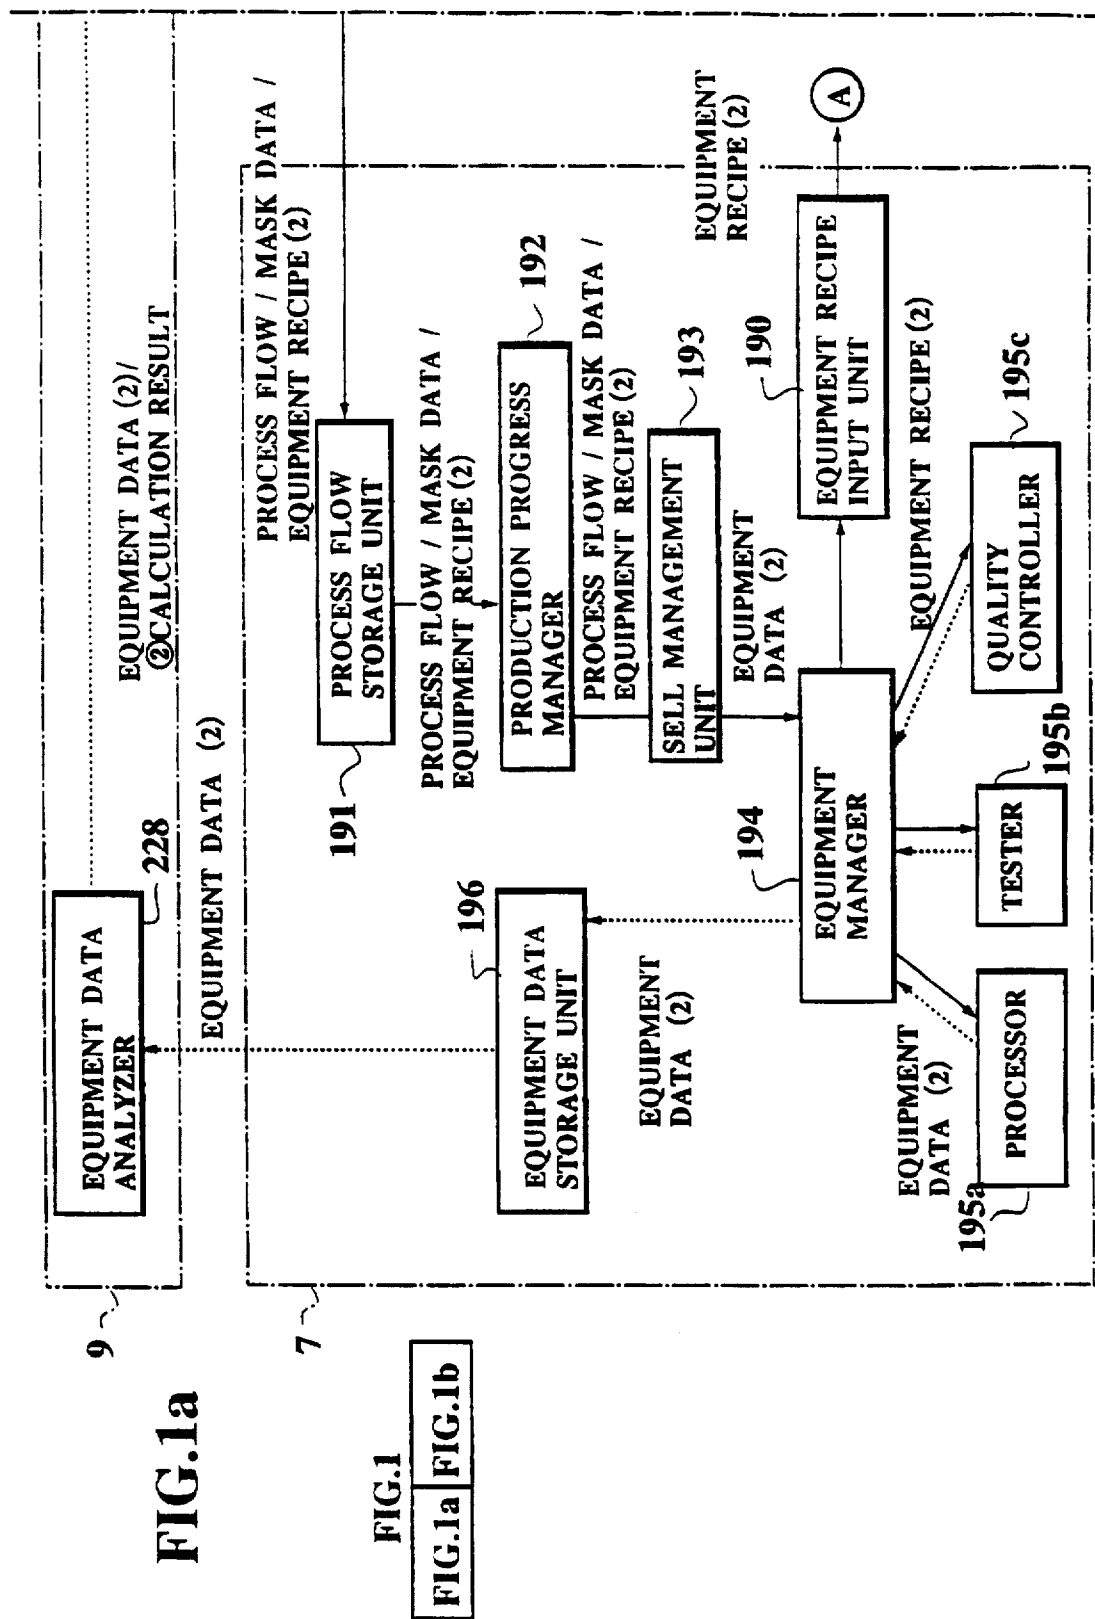 FIG.1a
FIG.1
FIG.1a
FIG.1b
9
EQUIPMENT DATA
ANALYZER
228
EQUIPMENT DATA (2)/
②CALCULATION RESULT
EQUIPMENT DATA (2)
7
PROCESS FLOW / MASK DATA /
EQUIPMENT RECIPE (2)
PROCESS FLOW
STORAGE UNIT
191
PROCESS FLOW / MASK DATA /
EQUIPMENT RECIPE (2)
EQUIPMENT DATA
STORAGE UNIT
196
PRODUCTION PROGRESS
MANAGER
192
PROCESS FLOW / MASK DATA /
EQUIPMENT RECIPE (2)
EQUIPMENT
DATA (2)
SELL MANAGEMENT
UNIT
193
EQUIPMENT
RECIPE (2)
EQUIPMENT
DATA (2)
194
EQUIPMENT
MANAGER
190
EQUIPMENT RECIPE
INPUT UNIT
A
EQUIPMENT
DATA (2)
EQUIPMENT RECIPE (2)
195a
PROCESSOR
TESTER
195b
QUALITY
CONTROLLER
195c